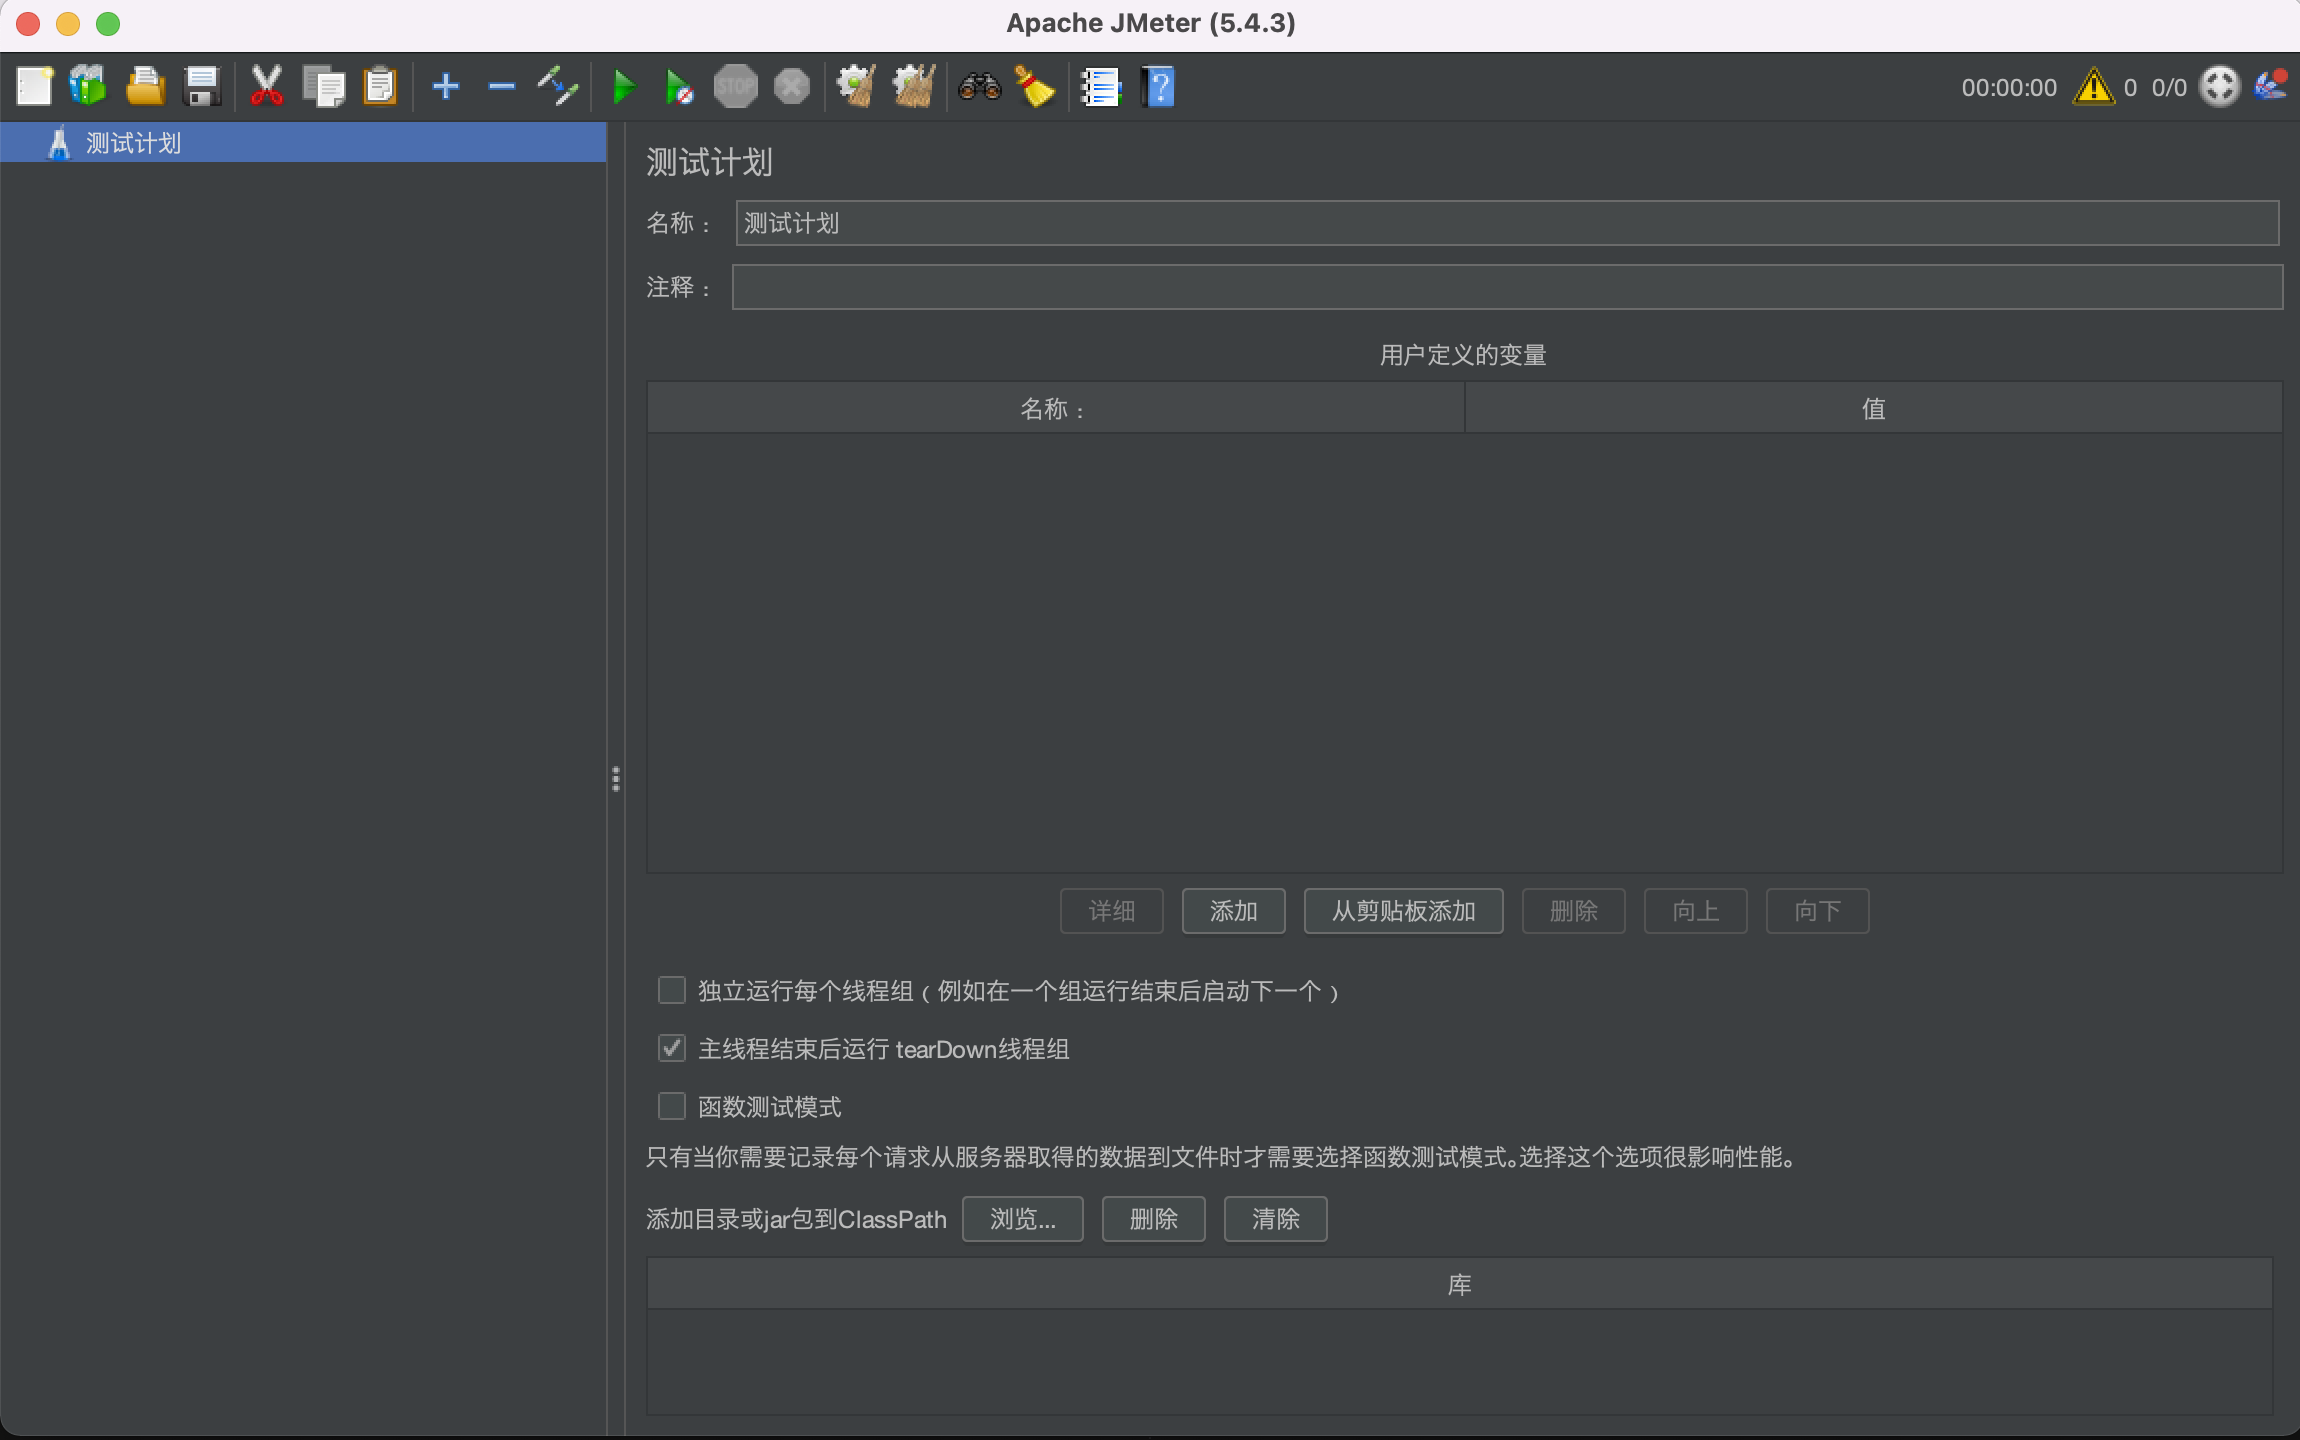 Apache JMeter (5.4.3)
STOP
00:00:00
0
0/0
测试计划
测试计划
名称： 测试计划
注释：
用户定义的变量
名称： 值
详细 添加 从剪贴板添加 删除 向上 向下
独立运行每个线程组（例如在一个组运行结束后启动下一个）
主线程结束后运行 tearDown线程组
函数测试模式
只有当你需要记录每个请求从服务器取得的数据到文件时才需要选择函数测试模式。选择这个选项很影响性能。
添加目录或jar包到ClassPath 浏览... 删除 清除
库